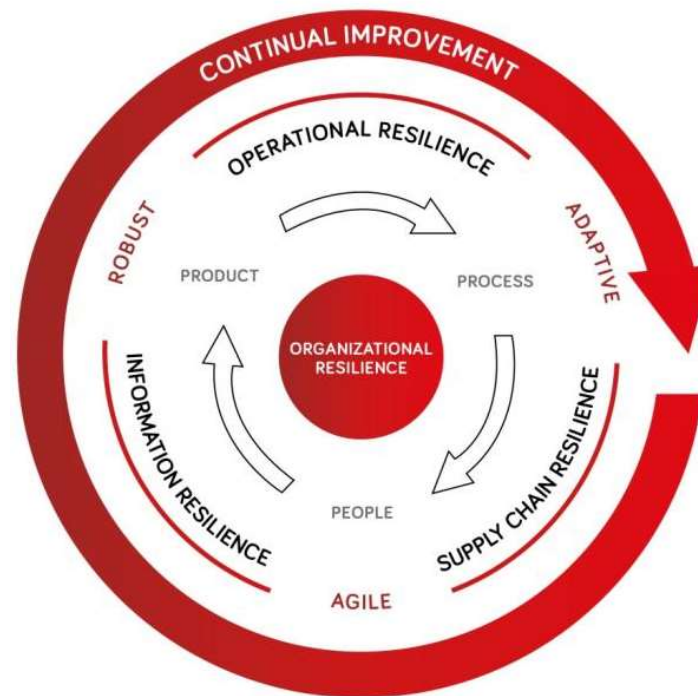 CONTINUAL IMPROVEMENT
OPERATIONAL RESILIENCE
ROBUST
ADAPTIVE
PRODUCT
PROCESS
ORGANIZATIONAL
RESILIENCE
INFORMATION RESILIENCE
SUPPLY CHAIN RESILIENCE
PEOPLE
AGILE